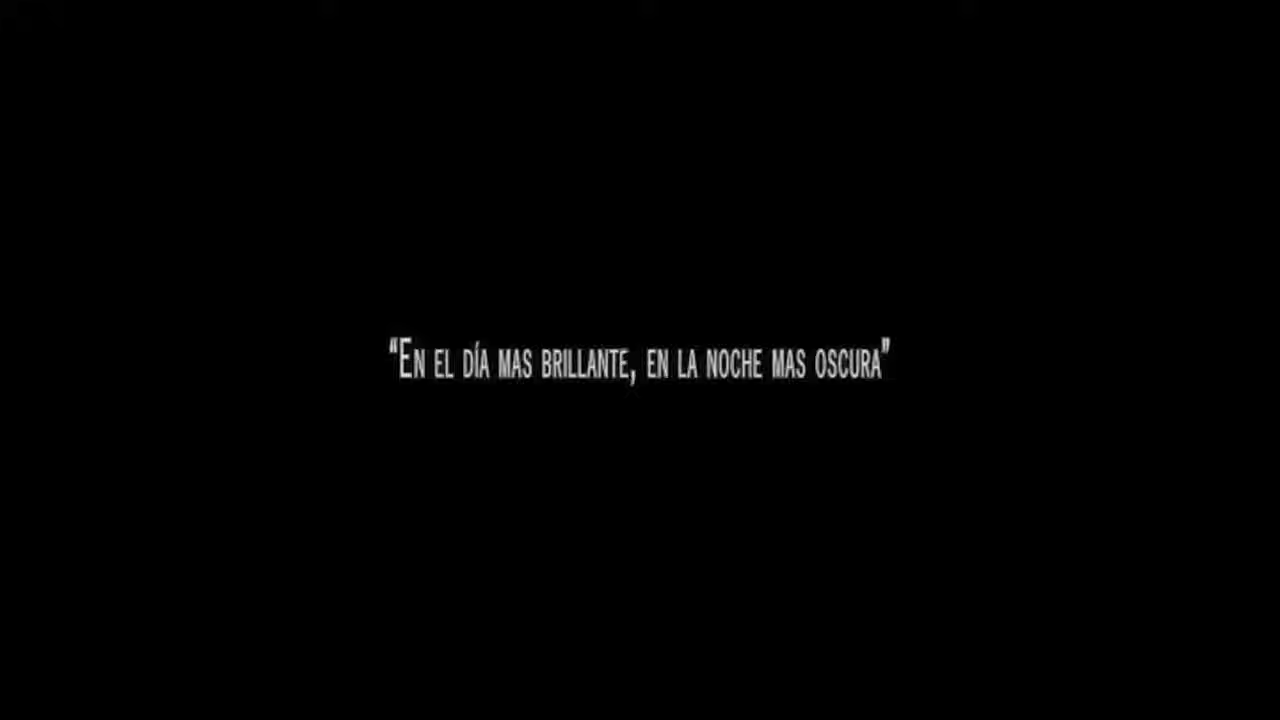 “En el día mas brillante, en la noche mas oscura”